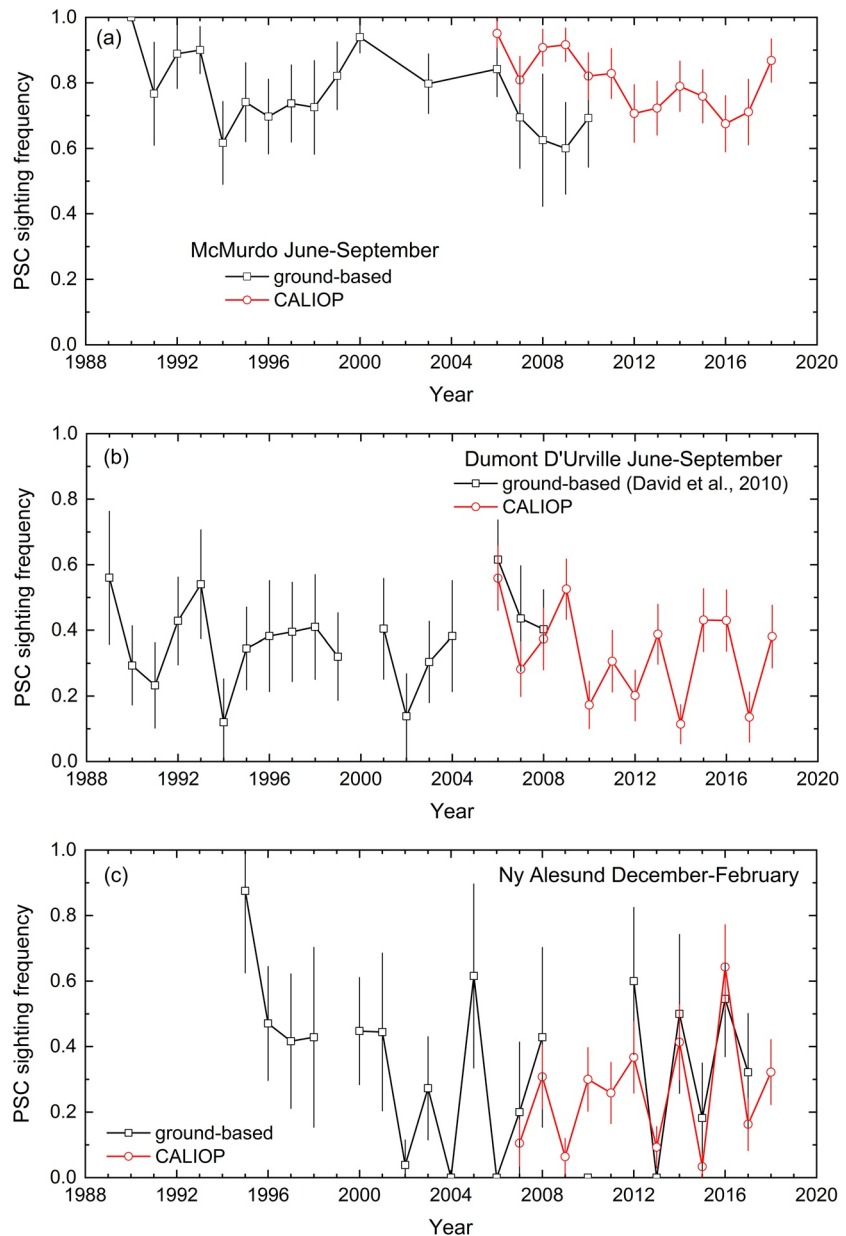 (a)
PSC sighting frequency
1.0
0.8
0.6
0.4
0.2
0.0
McMurdo June-September
ground-based
CALIOP
1988 1992 1996 2000 2004 2008 2012 2016 2020
Year
(b)
PSC sighting frequency
1.0
0.8
0.6
0.4
0.2
0.0
Dumont D'Urville June-September
ground-based (David et al., 2010)
CALIOP
1988 1992 1996 2000 2004 2008 2012 2016 2020
Year
(c)
PSC sighting frequency
1.0
0.8
0.6
0.4
0.2
0.0
Ny Alesund December-February
ground-based
CALIOP
1988 1992 1996 2000 2004 2008 2012 2016 2020
Year